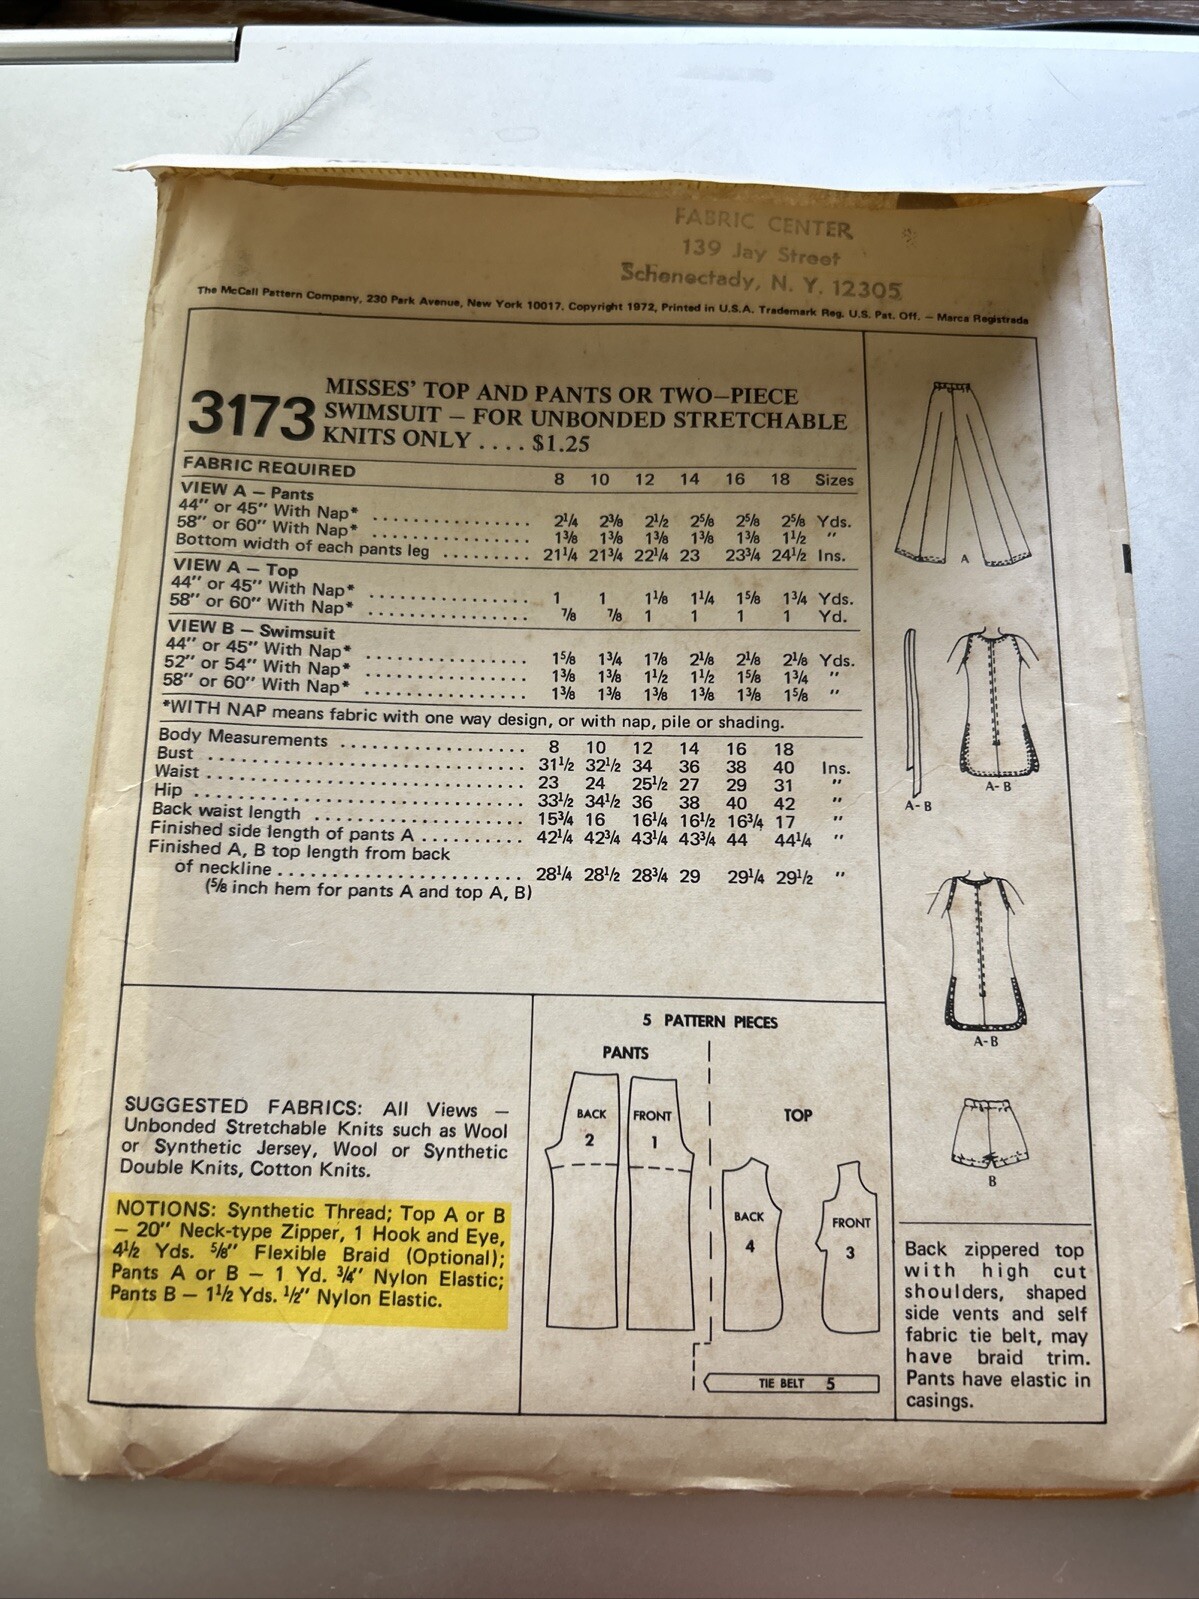 FABRIC CENTER
139 Jay Street
Schenectady, N. Y. 12305
The McCall Pattern Company, 230 Park Avenue, New York 10017. Copyright 1972, Printed in U.S.A. Trademark Reg. U.S. Pat. Off. – Marca Registrada
3173
MISSES' TOP AND PANTS OR TWO–PIECE
SWIMSUIT – FOR UNBONDED STRETCHABLE
KNITS ONLY . . . . $1.25
FABRIC REQUIRED 8 10 12 14 16 18 Sizes
VIEW A – Pants
44" or 45" With Nap* . . . . . . . . . . . . . . . . 2¼ 2⅜ 2½ 2⅝ 2⅝ 2⅝ Yds.
58" or 60" With Nap* . . . . . . . . . . . . . . . . 1⅜ 1⅜ 1⅜ 1⅜ 1⅜ 1½ "
Bottom width of each pants leg . . . . . . . . . 21¼ 21¾ 22¼ 23 23¾ 24½ Ins.
VIEW A – Top
44" or 45" With Nap* . . . . . . . . . . . . . . . . 1 1 1⅛ 1¼ 1⅝ 1¾ Yds.
58" or 60" With Nap* . . . . . . . . . . . . . . . . ⅞ ⅞ 1 1 1 1 Yd.
VIEW B – Swimsuit
44" or 45" With Nap* . . . . . . . . . . . . . . . . 1⅝ 1¾ 1⅞ 2⅛ 2⅛ 2⅛ Yds.
52" or 54" With Nap* . . . . . . . . . . . . . . . . 1⅜ 1⅜ 1½ 1½ 1⅝ 1¾ "
58" or 60" With Nap* . . . . . . . . . . . . . . . . 1⅜ 1⅜ 1⅜ 1⅜ 1⅜ 1⅝ "
*WITH NAP means fabric with one way design, or with nap, pile or shading.
Body Measurements . . . . . . . . . . . . . . . . . . 8 10 12 14 16 18
Bust . . . . . . . . . . . . . . . . . . . . . . . . . . . . . . 31½ 32½ 34 36 38 40 Ins.
Waist . . . . . . . . . . . . . . . . . . . . . . . . . . . . . 23 24 25½ 27 29 31 "
Hip . . . . . . . . . . . . . . . . . . . . . . . . . . . . . . . 33½ 34½ 36 38 40 42 "
Back waist length . . . . . . . . . . . . . . . . . . . . 15¾ 16 16¼ 16½ 16¾ 17 "
Finished side length of pants A . . . . . . . . . . 42¼ 42¾ 43¼ 43¾ 44 44¼ "
Finished A, B top length from back
of neckline . . . . . . . . . . . . . . . . . . . . . . . 28¼ 28½ 28¾ 29 29¼ 29½ "
(⅝ inch hem for pants A and top A, B)
A
A- B
A- B
A-B
B
SUGGESTED FABRICS: All Views –
Unbonded Stretchable Knits such as Wool
or Synthetic Jersey, Wool or Synthetic
Double Knits, Cotton Knits.
NOTIONS: Synthetic Thread; Top A or B
– 20" Neck-type Zipper, 1 Hook and Eye,
4½ Yds. ⅝" Flexible Braid (Optional);
Pants A or B – 1 Yd. ¾" Nylon Elastic;
Pants B – 1½ Yds. ½" Nylon Elastic.
5 PATTERN PIECES
PANTS
BACK
2
FRONT
1
TOP
BACK
4
FRONT
3
TIE BELT 5
Back zippered top
with high cut
shoulders, shaped
side vents and self
fabric tie belt, may
have braid trim.
Pants have elastic in
casings.